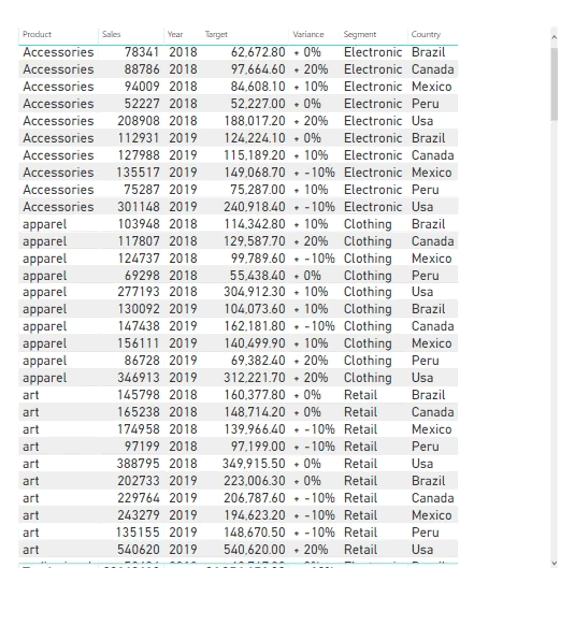 Product Sales Year Target Variance Segment Country
Accessories 78341 2018 62,672.80 + 0% Electronic Brazil
Accessories 88786 2018 97,664.60 + 20% Electronic Canada
Accessories 94009 2018 84,608.10 + 10% Electronic Mexico
Accessories 52227 2018 52,227.00 + 0% Electronic Peru
Accessories 208908 2018 188,017.20 + 20% Electronic Usa
Accessories 112931 2019 124,224.10 + 0% Electronic Brazil
Accessories 127988 2019 115,189.20 + 10% Electronic Canada
Accessories 135517 2019 149,068.70 + -10% Electronic Mexico
Accessories 75287 2019 75,287.00 + 10% Electronic Peru
Accessories 301148 2019 240,918.40 + -10% Electronic Usa
apparel 103948 2018 114,342.80 + 10% Clothing Brazil
apparel 117807 2018 129,587.70 + 20% Clothing Canada
apparel 124737 2018 99,789.60 + -10% Clothing Mexico
apparel 69298 2018 55,438.40 + 0% Clothing Peru
apparel 277193 2018 304,912.30 + 10% Clothing Usa
apparel 130092 2019 104,073.60 + 10% Clothing Brazil
apparel 147438 2019 162,181.80 + -10% Clothing Canada
apparel 156111 2019 140,499.90 + 10% Clothing Mexico
apparel 86728 2019 69,382.40 + 20% Clothing Peru
apparel 346913 2019 312,221.70 + 20% Clothing Usa
art 145798 2018 160,377.80 + 0% Retail Brazil
art 165238 2018 148,714.20 + 0% Retail Canada
art 174958 2018 139,966.40 + -10% Retail Mexico
art 97199 2018 97,199.00 + -10% Retail Peru
art 388795 2018 349,915.50 + 0% Retail Usa
art 202733 2019 223,006.30 + 0% Retail Brazil
art 229764 2019 206,787.60 + -10% Retail Canada
art 243279 2019 194,623.20 + -10% Retail Mexico
art 135155 2019 148,670.50 + -10% Retail Peru
art 540620 2019 540,620.00 + 20% Retail Usa